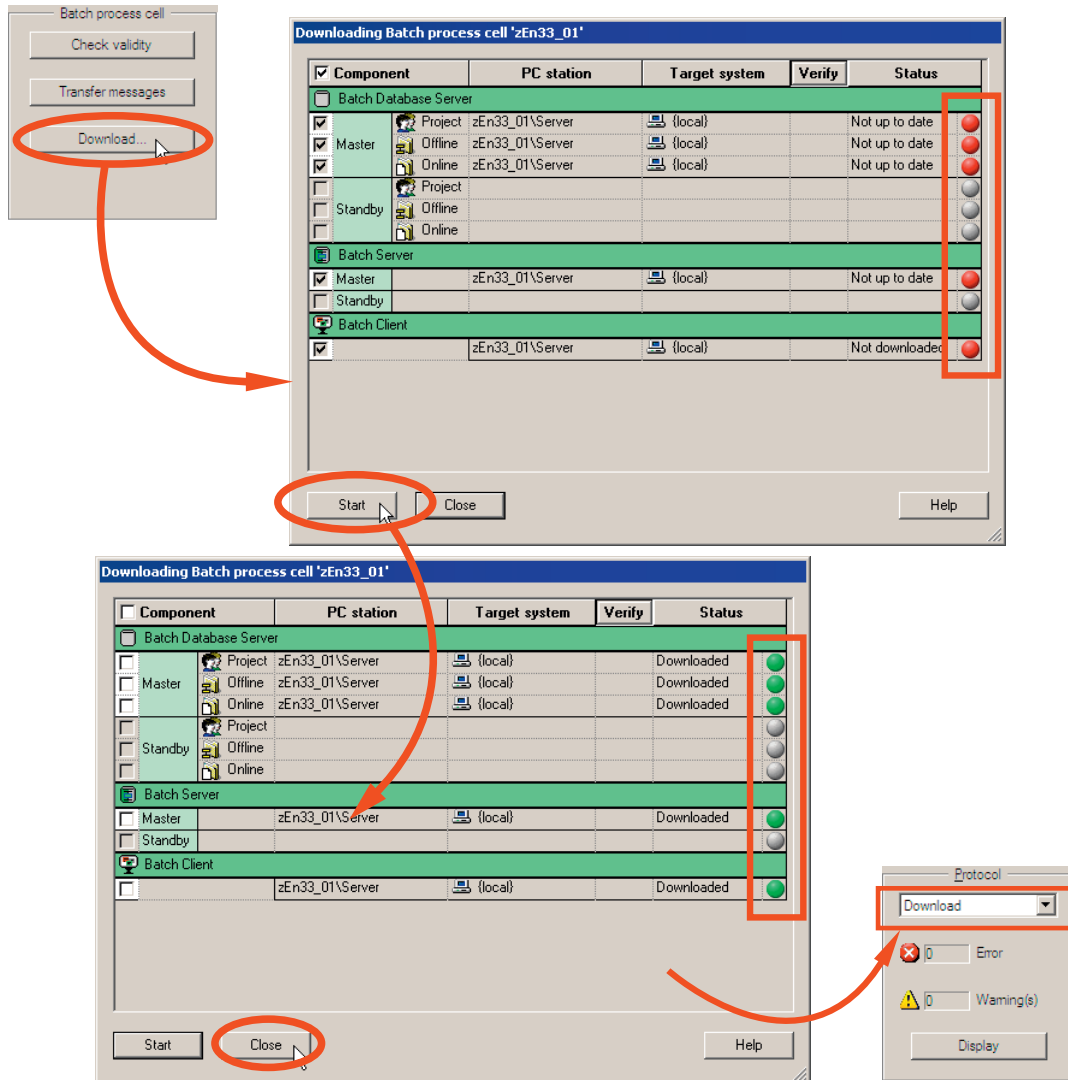 Batch process cell
Check validity
Transfer messages
Download...
Downloading Batch process cell 'zEn33_01'
Component PC station Target system Verify Status
Batch Database Server
Master Project zEn33_01\Server {local} Not up to date
Offline zEn33_01\Server {local} Not up to date
Online zEn33_01\Server {local} Not up to date
Standby Project
Offline
Online
Batch Server
Master zEn33_01\Server {local} Not up to date
Standby
Batch Client
zEn33_01\Server {local} Not downloaded
Start Close Help
Downloading Batch process cell 'zEn33_01'
Component PC station Target system Verify Status
Batch Database Server
Master Project zEn33_01\Server {local} Downloaded
Offline zEn33_01\Server {local} Downloaded
Online zEn33_01\Server {local} Downloaded
Standby Project
Offline
Online
Batch Server
Master zEn33_01\Server {local} Downloaded
Standby
Batch Client
zEn33_01\Server {local} Downloaded
Start Close Help
Protocol
Download
0 Error
0 Warning(s)
Display